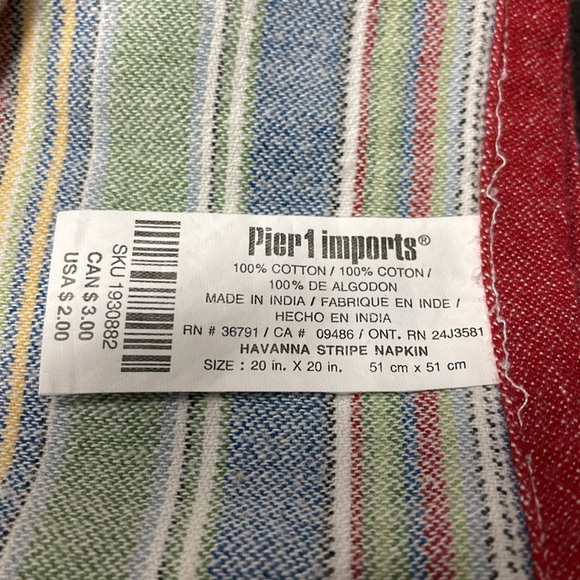 Pier 1 imports®
100% COTTON / 100% COTON /
100% DE ALGODON
MADE IN INDIA / FABRIQUE EN INDE /
HECHO EN INDIA
RN # 36791 / CA # 09486 / ONT. RN 24J3581
HAVANNA STRIPE NAPKIN
SIZE : 20 in. X 20 in. 51 cm x 51 cm
SKU 1930882
CAN $ 3.00
USA $ 2.00